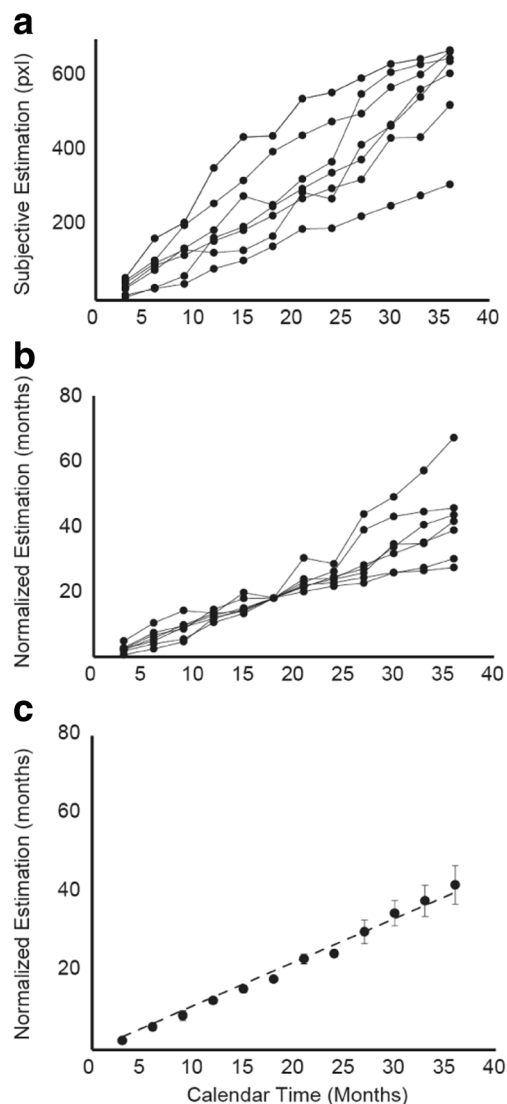 a
Subjective Estimation (pxl)
600
400
200
0 5 10 15 20 25 30 35 40
b
Normalized Estimation (months)
80
60
40
20
0 5 10 15 20 25 30 35 40
c
Normalized Estimation (months)
80
60
40
20
0 5 10 15 20 25 30 35 40
Calendar Time (Months)